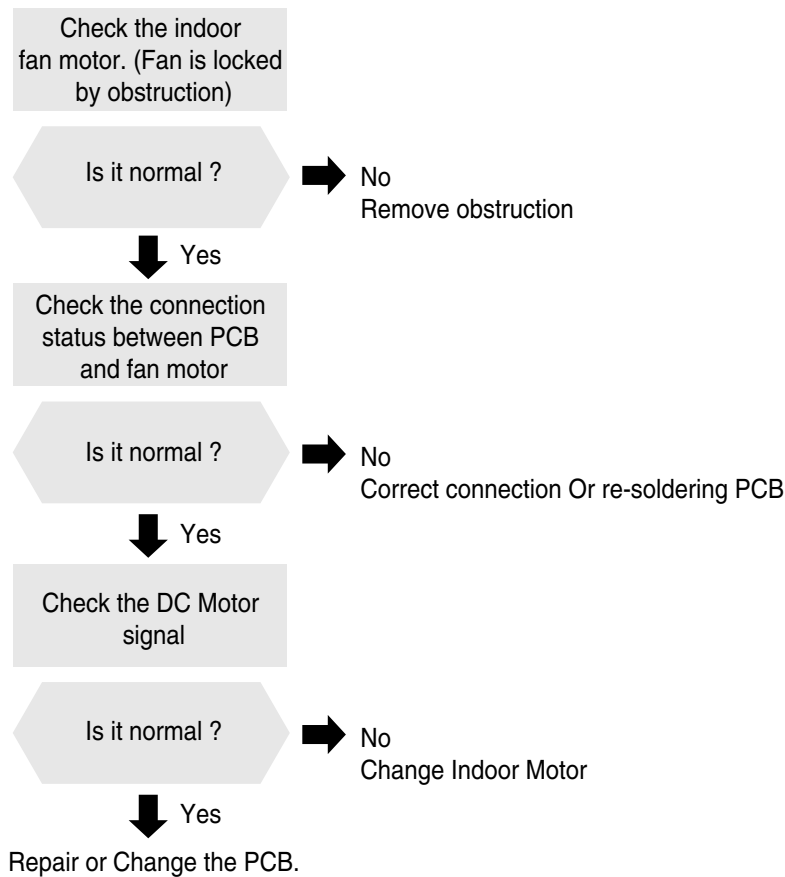 Check the indoor
fan motor. (Fan is locked
by obstruction)
Is it normal ?
No
Remove obstruction
Yes
Check the connection
status between PCB
and fan motor
Is it normal ?
No
Correct connection Or re-soldering PCB
Yes
Check the DC Motor
signal
Is it normal ?
No
Change Indoor Motor
Yes
Repair or Change the PCB.